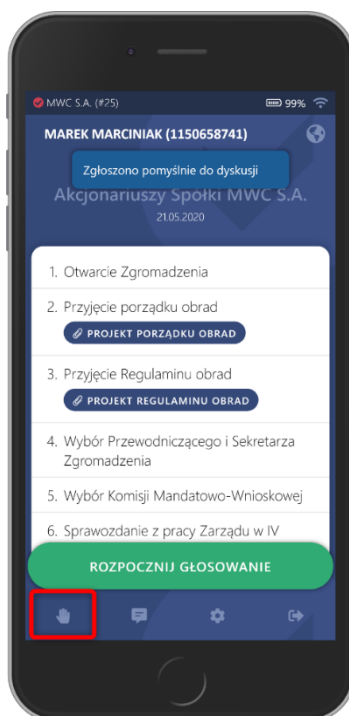 MWC S.A. (#25) 99%
MAREK MARCINIAK (1150658741)
Zgłoszono pomyślnie do dyskusji
Akcjonariuszy Spółki MWC S.A.
21.05.2020
1. Otwarcie Zgromadzenia
2. Przyjęcie porządku obrad
PROJEKT PORZĄDKU OBRAD
3. Przyjęcie Regulaminu obrad
PROJEKT REGULAMINU OBRAD
4. Wybór Przewodniczącego i Sekretarza
Zgromadzenia
5. Wybór Komisji Mandatowo-Wnioskowej
6. Sprawozdanie z pracy Zarządu w IV
ROZPOCZNIJ GŁOSOWANIE